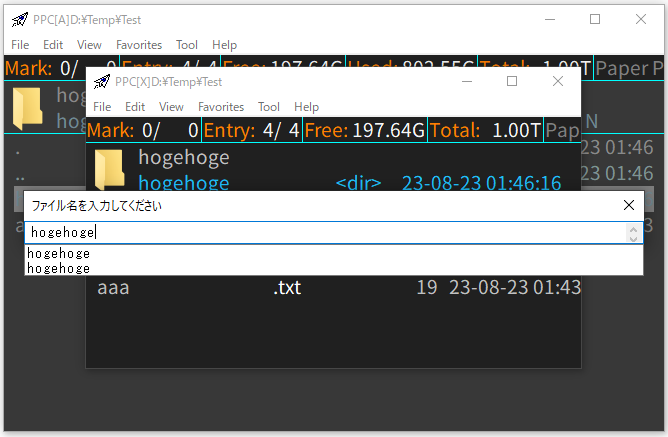 PPC[A]D:¥Temp¥Test
File Edit View Favorites Tool Help
Mark: 0/ 0 Entry: 4/ 4 Free: 197.64G Used: 802.55G Total: 1.00T Paper P
hog
hog N
. 23 01:46
.. 23 01:46
a 3
PPC[X]D:¥Temp¥Test
File Edit View Favorites Tool Help
Mark: 0/ 0 Entry: 4/ 4 Free: 197.64G Total: 1.00T Pap
hogehoge
hogehoge <dir> 23-08-23 01:46:16
ファイル名を入力してください
hogehoge
hogehoge
hogehoge
aaa .txt 19 23-08-23 01:43